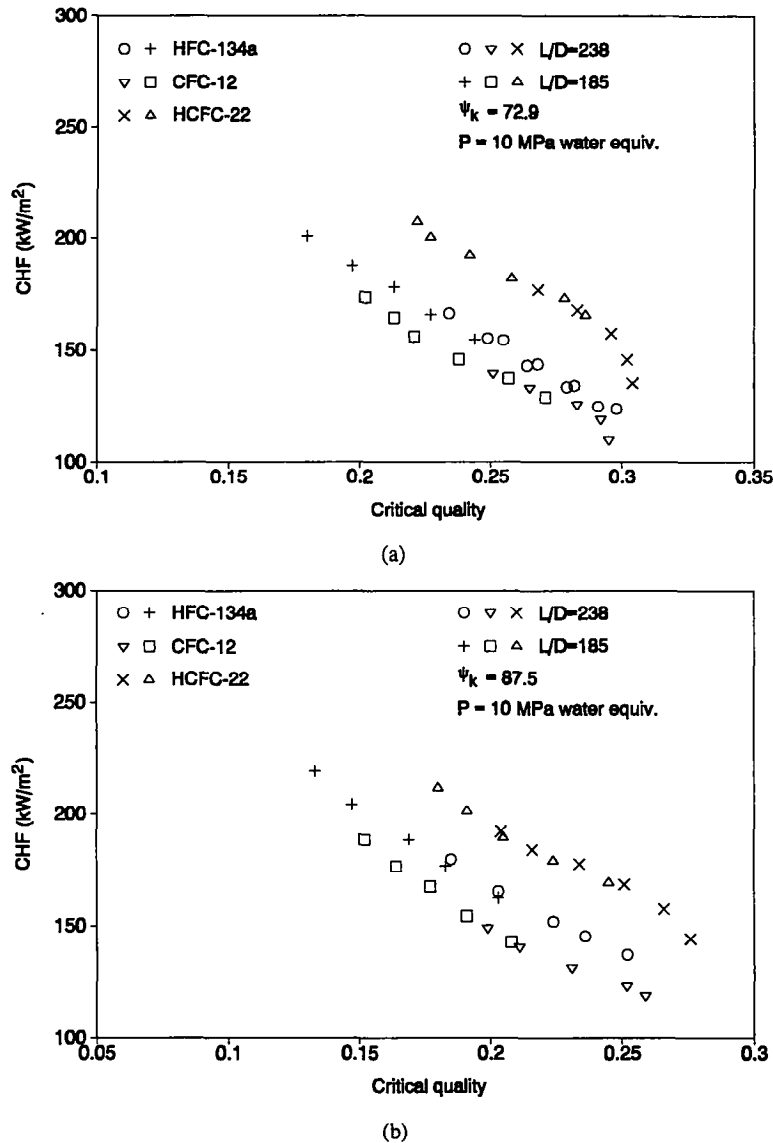 300
250
200
150
100
CHF (kW/m²)
HFC-134a
CFC-12
HCFC-22
L/D=238
L/D=185
ψk = 72.9
P = 10 MPa water equiv.
0.1 0.15 0.2 0.25 0.3 0.35
Critical quality
(a)
300
250
200
150
100
CHF (kW/m²)
HFC-134a
CFC-12
HCFC-22
L/D=238
L/D=185
ψk = 87.5
P = 10 MPa water equiv.
0.05 0.1 0.15 0.2 0.25 0.3
Critical quality
(b)